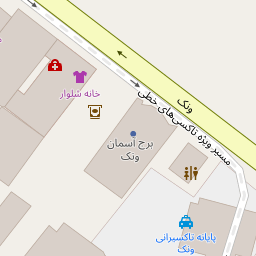 ونک
مسیر ویژه تاکسی‌های خطی
خانه شلوار
برج آسمان
ونک
پایانه تاکسیرانی
ونک